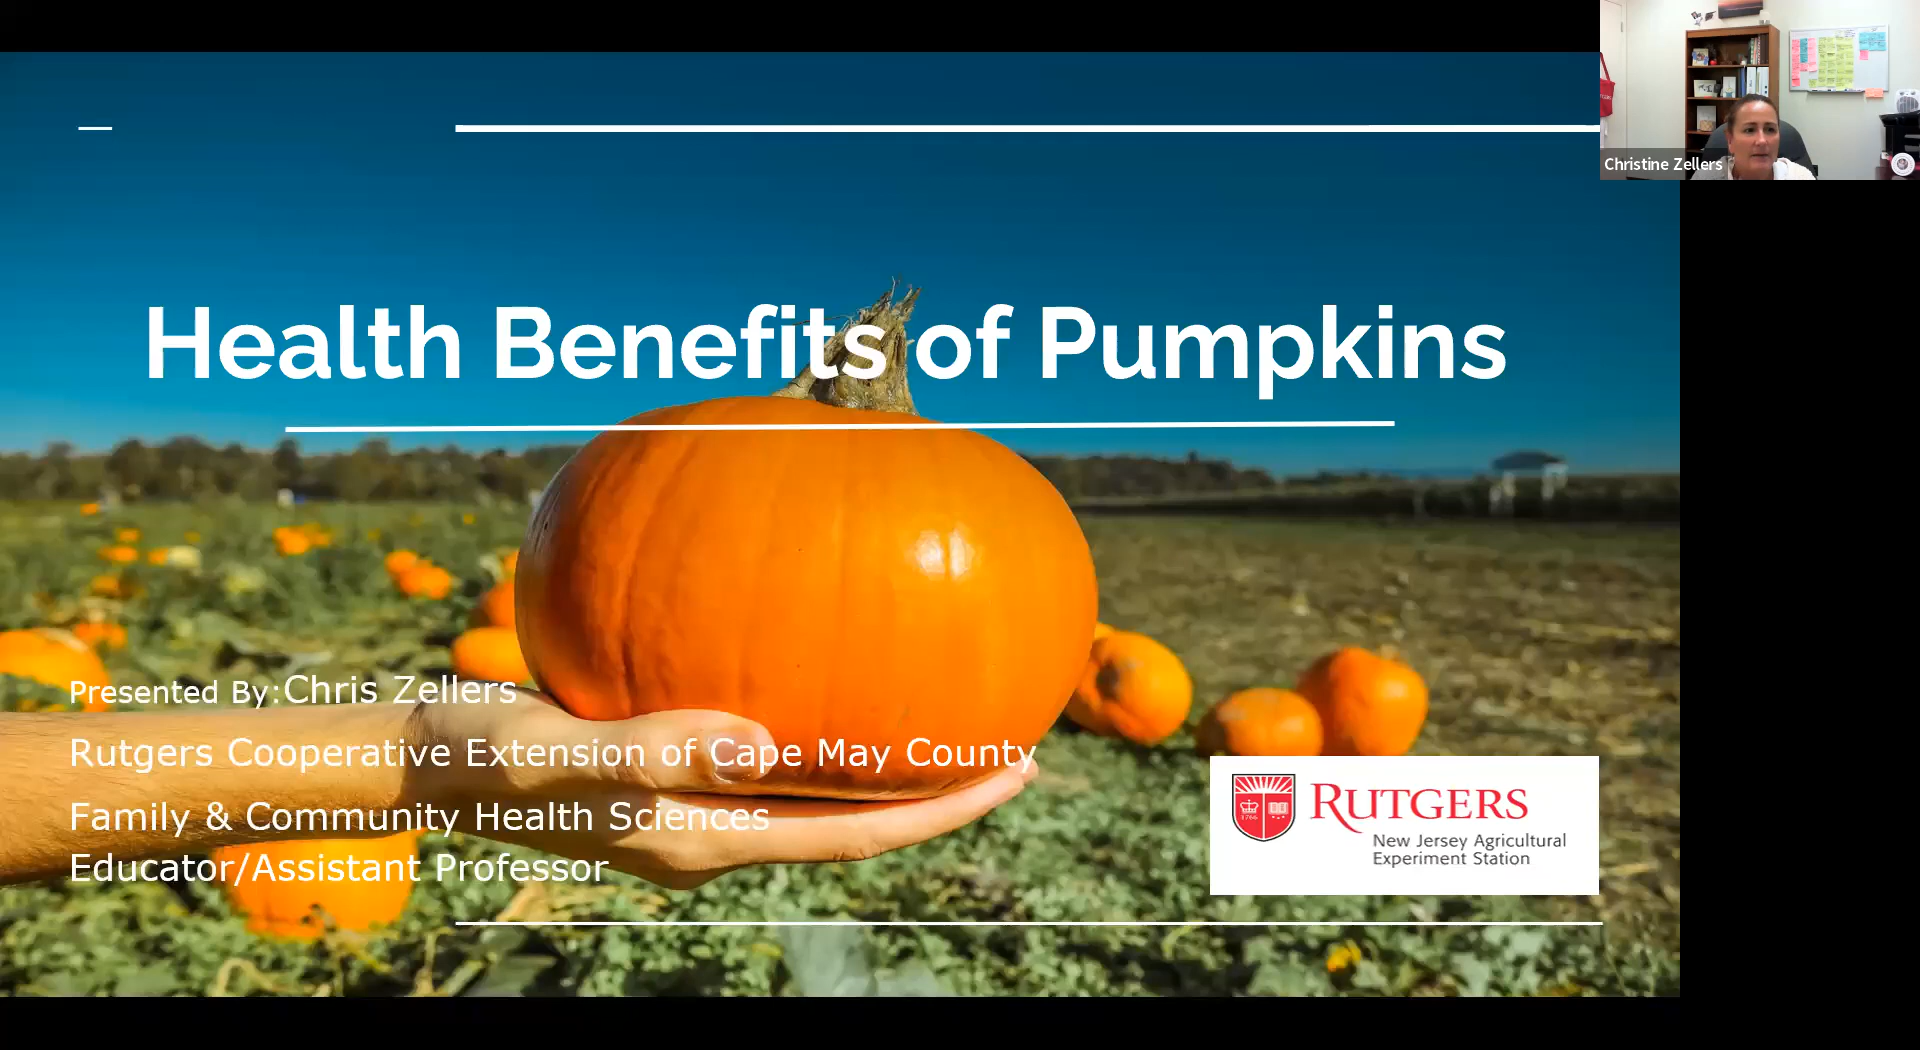 Christine Zellers
Health Benefits of Pumpkins
Presented By:Chris Zellers
Rutgers Cooperative Extension of Cape May County
Family & Community Health Sciences
Educator/Assistant Professor
1766
RUTGERS
New Jersey Agricultural
Experiment Station